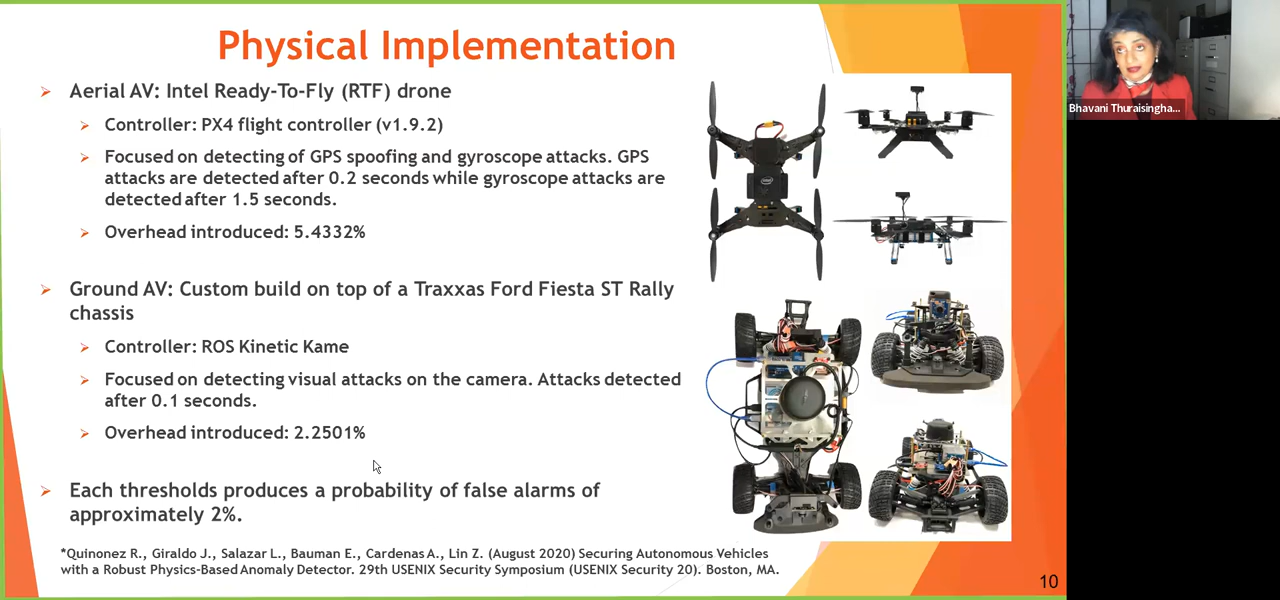 Physical Implementation
Aerial AV: Intel Ready-To-Fly (RTF) drone
Controller: PX4 flight controller (v1.9.2)
Focused on detecting of GPS spoofing and gyroscope attacks. GPS
attacks are detected after 0.2 seconds while gyroscope attacks are
detected after 1.5 seconds.
Overhead introduced: 5.4332%
Ground AV: Custom build on top of a Traxxas Ford Fiesta ST Rally
chassis
Controller: ROS Kinetic Kame
Focused on detecting visual attacks on the camera. Attacks detected
after 0.1 seconds.
Overhead introduced: 2.2501%
Each thresholds produces a probability of false alarms of
approximately 2%.
*Quinonez R., Giraldo J., Salazar L., Bauman E., Cardenas A., Lin Z. (August 2020) Securing Autonomous Vehicles
with a Robust Physics-Based Anomaly Detector. 29th USENIX Security Symposium (USENIX Security 20). Boston, MA.
10
Bhavani Thuraisingha...
(intel)